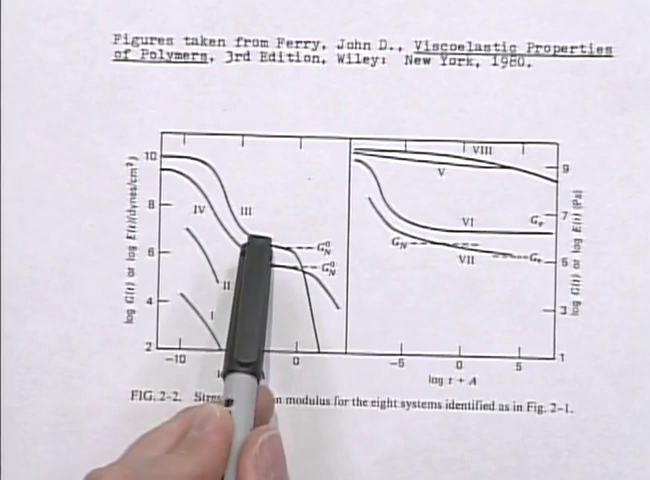 Figures taken from Ferry, John D., Viscoelastic Properties
of Polymers, 3rd Edition, Wiley: New York, 1980.
log G(t) or log E(t)(dynes/cm²)
10
8
6
4
2
-10
0
I
II
III
IV
G_N^0
G_N^0
V
VI
VII
VIII
G_N
G_e
G_e
-5
0
5
log t + A
9
7
5
3
1
log G(t) or log E(t) (Pa)
FIG. 2-2. modulus for the eight systems identified as in Fig. 2-1.